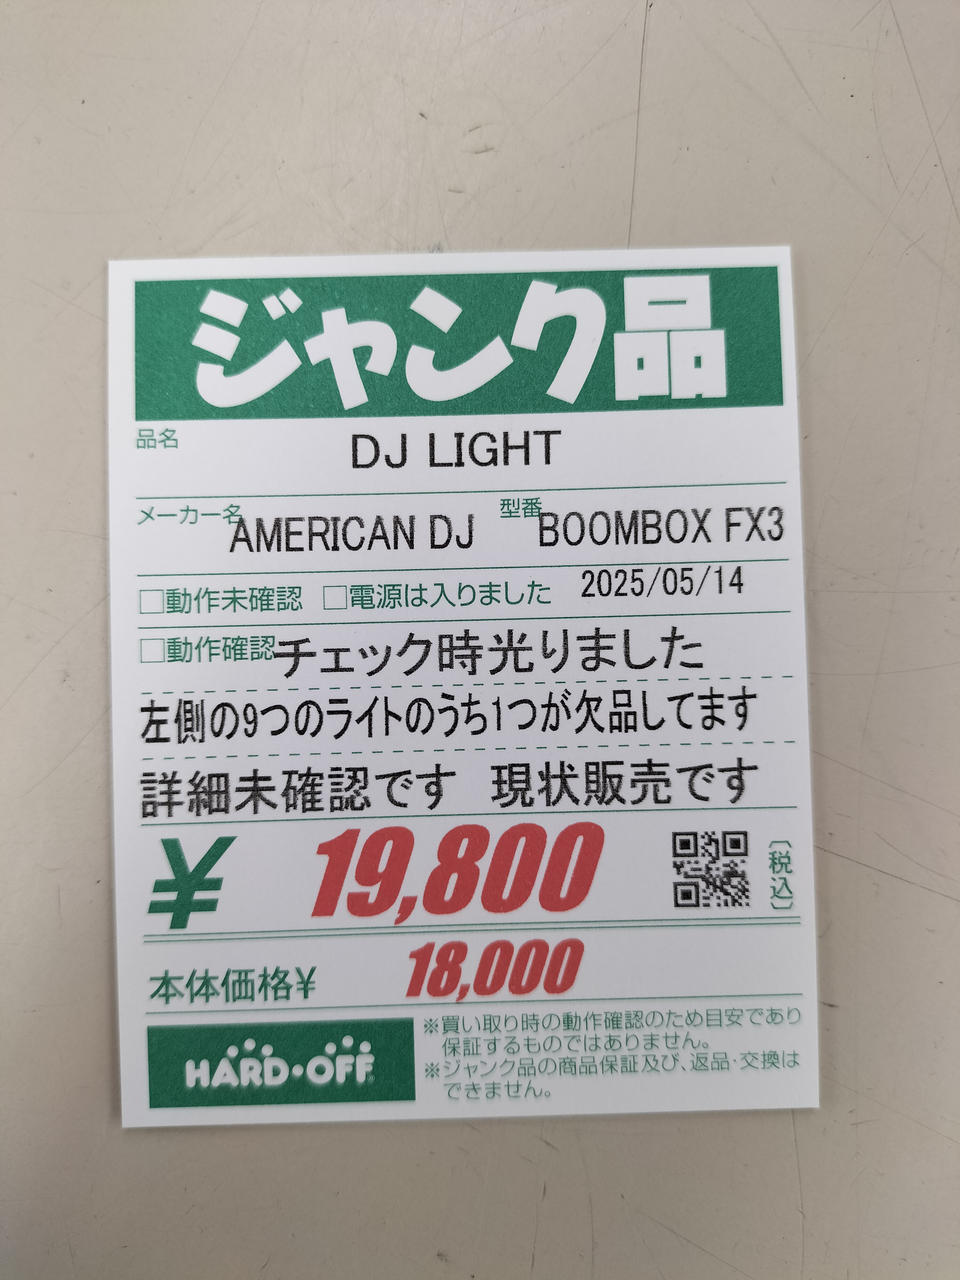 ジャンク品
品名 DJ LIGHT
メーカー名 AMERICAN DJ 型番 BOOMBOX FX3
□動作未確認 □電源は入りました 2025/05/14
□動作確認 チェック時光りました
左側の9つのライトのうち1つが欠品してます
詳細未確認です 現状販売です
¥ 19,800 〔税込〕
本体価格¥ 18,000
HARD・OFF
※買い取り時の動作確認のため目安であり
保証するものではありません。
※ジャンク品の商品保証及び、返品・交換は
できません。